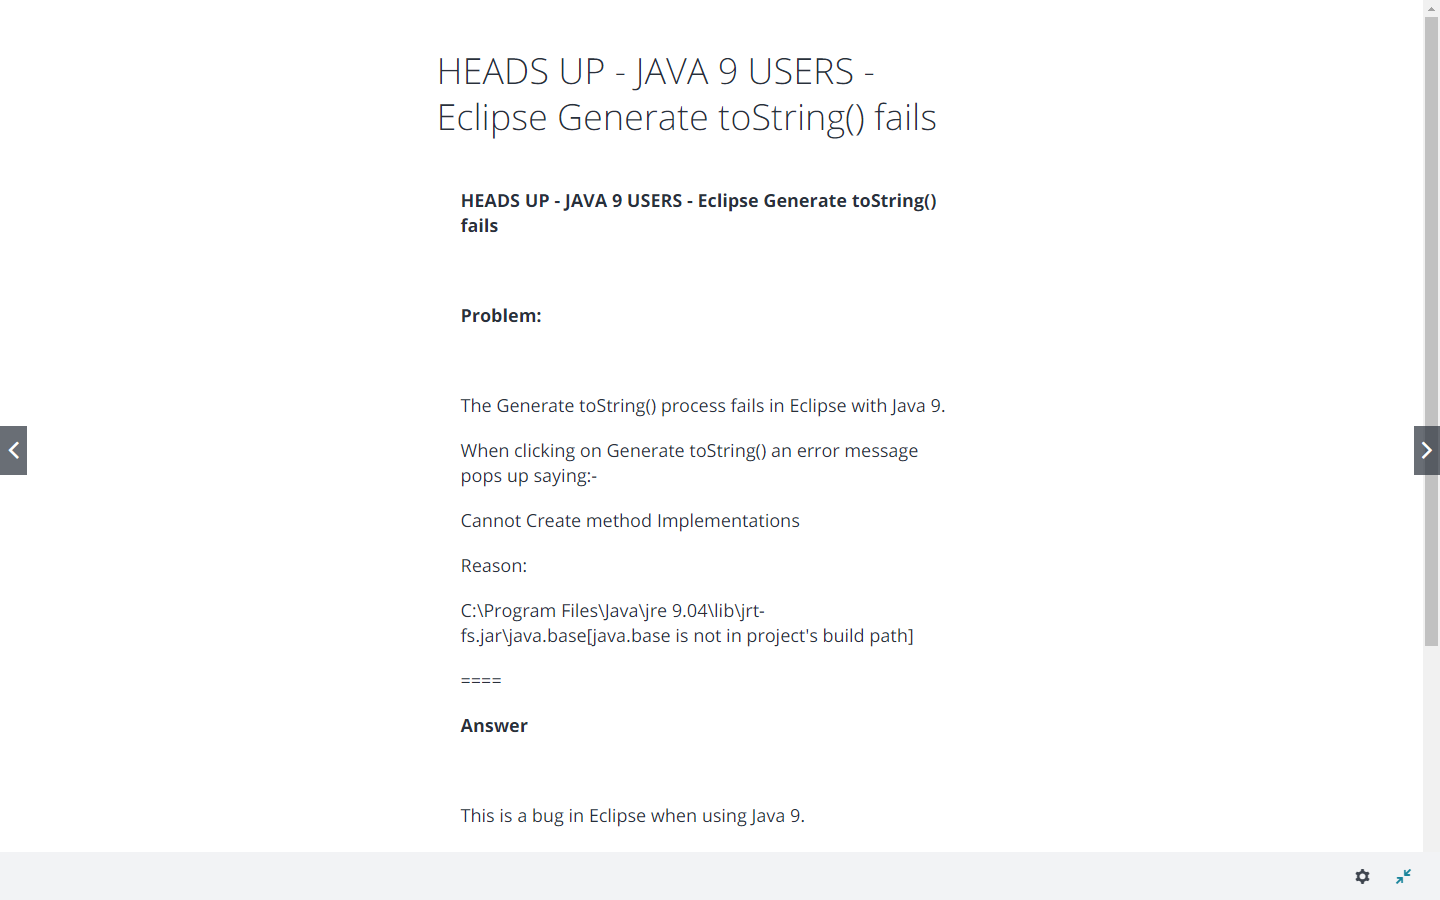 HEADS UP - JAVA 9 USERS -
Eclipse Generate toString() fails
HEADS UP - JAVA 9 USERS - Eclipse Generate toString()
fails
Problem:
The Generate toString() process fails in Eclipse with Java 9.
When clicking on Generate toString() an error message
pops up saying:-
Cannot Create method Implementations
Reason:
C:\Program Files\Java\jre 9.04\lib\jrt-
fs.jar\java.base[java.base is not in project's build path]
====
Answer
This is a bug in Eclipse when using Java 9.